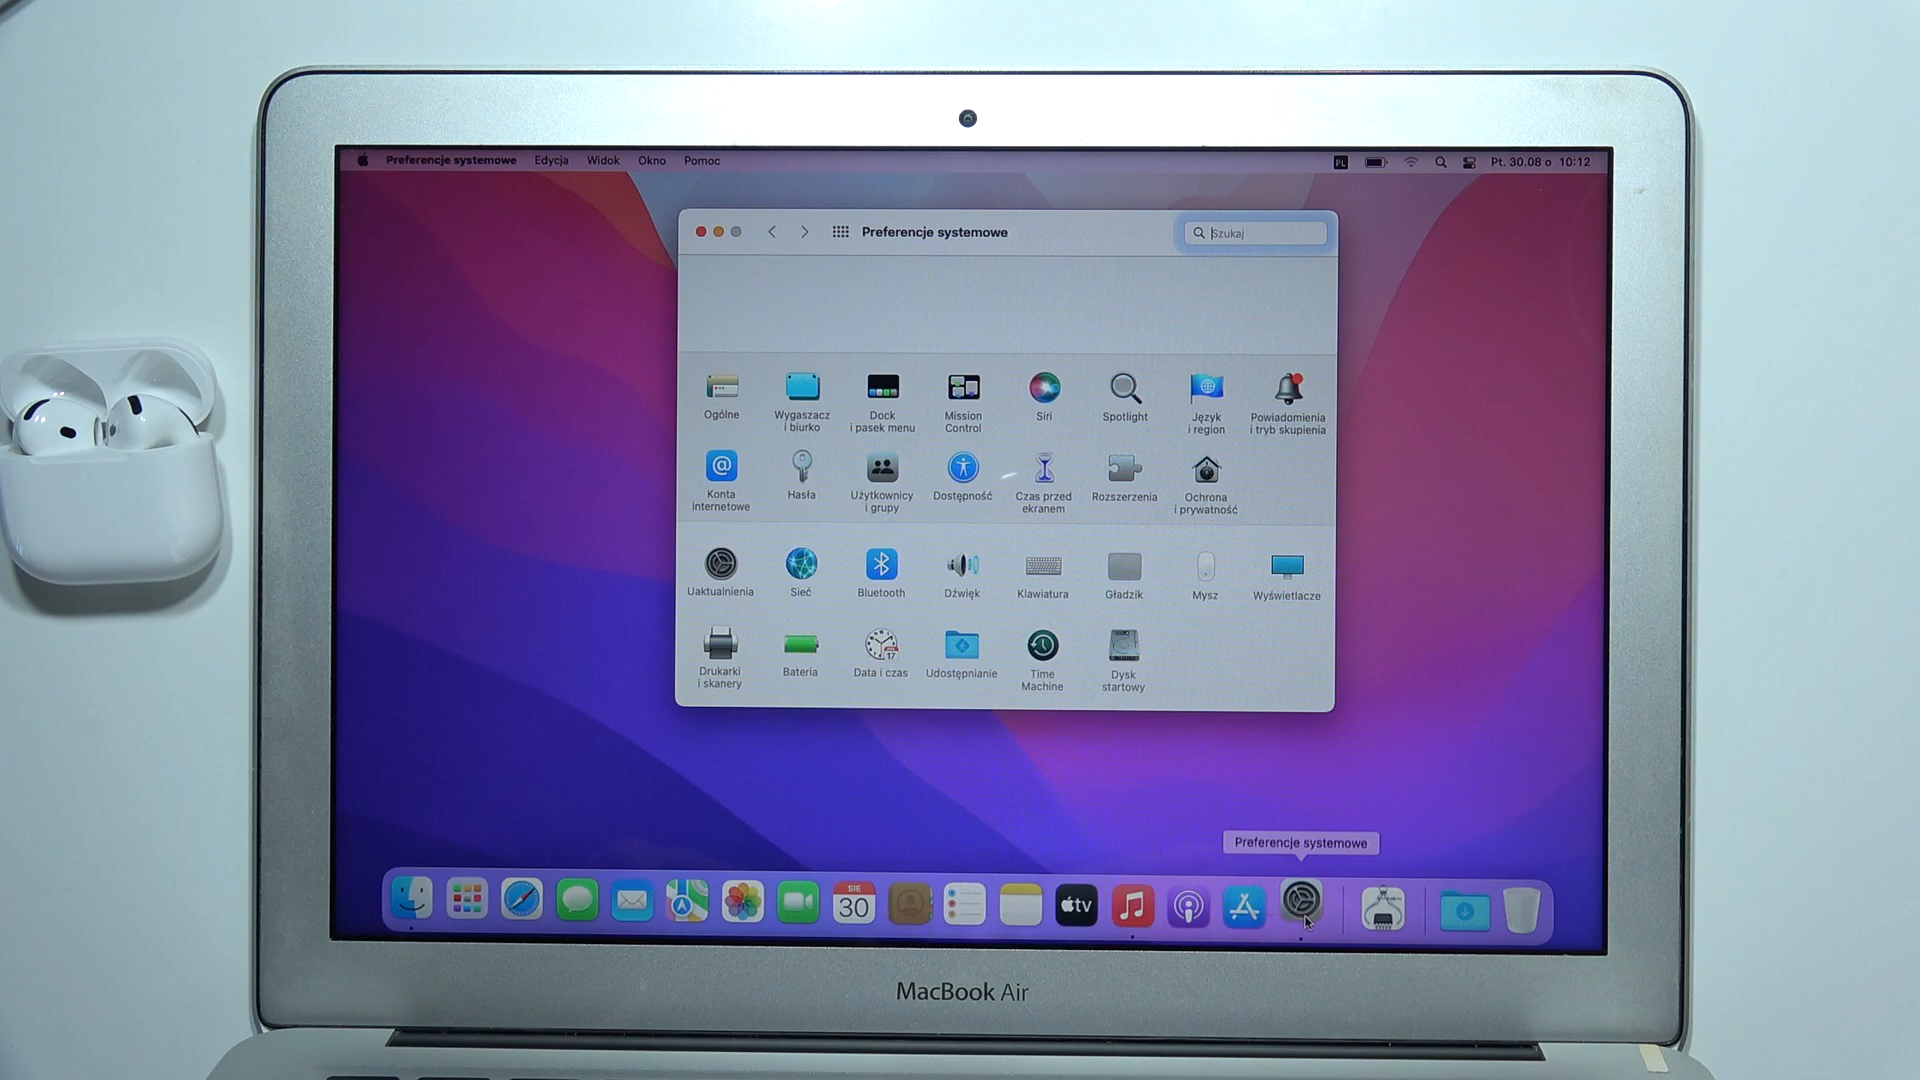 Preferencje systemowe Edycja Widok Okno Pomoc
PL Pt. 30.08 o 10:12
Preferencje systemowe
Szukaj
Ogólne
Wygaszacz
i biurko
Dock
i pasek menu
Mission
Control
Siri
Spotlight
Język
i region
Powiadomienia
i tryb skupienia
Konta
internetowe
Hasła
Użytkownicy
i grupy
Dostępność
Czas przed
ekranem
Rozszerzenia
Ochrona
i prywatność
Uaktualnienia
Sieć
Bluetooth
Dźwięk
Klawiatura
Gładzik
Mysz
Wyświetlacze
Drukarki
i skanery
Bateria
17
Data i czas
Udostępnianie
Time
Machine
Dysk
startowy
Preferencje systemowe
SIE
30
tv
MacBook Air